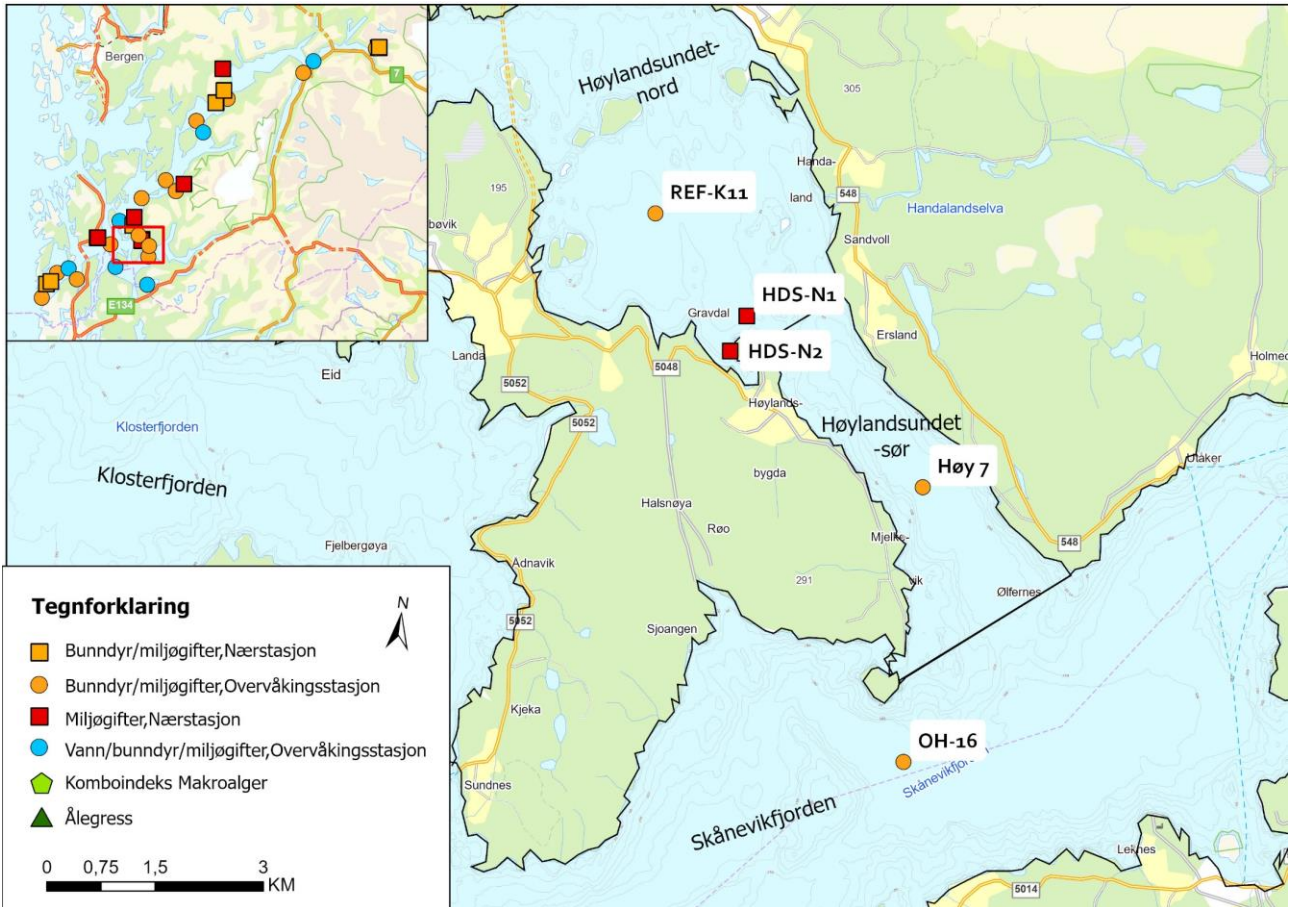 Bergen
7
E134
Høylandsundet-
nord
305
Handa-
land
548
Handalandselva
195
REF-K11
Sandvoll
HDS-N1
Gravdal
HDS-N2
Ersland
Landa
5048
Holmed
Eid
5052
Høylands-
bygda
Klosterfjorden
5052
Høylandsundet
-sør
Utåker
Klosterfjorden
Høy 7
Halsnøya
Røo
Fjelbergøya
Mjelke-
vik
548
Ådnavik
291
Ølfernes
5052
Sjoangen
Kjeka
OH-16
Skånevikfjorden
Sundnes
Skånevikfjorden
Leknes
5014
Tegnforklaring
N
Bunndyr/miljøgifter,Nærstasjon
Bunndyr/miljøgifter,Overvåkingsstasjon
Miljøgifter,Nærstasjon
Vann/bunndyr/miljøgifter,Overvåkingsstasjon
Komboindeks Makroalger
Ålegress
0 0,75 1,5 3
KM